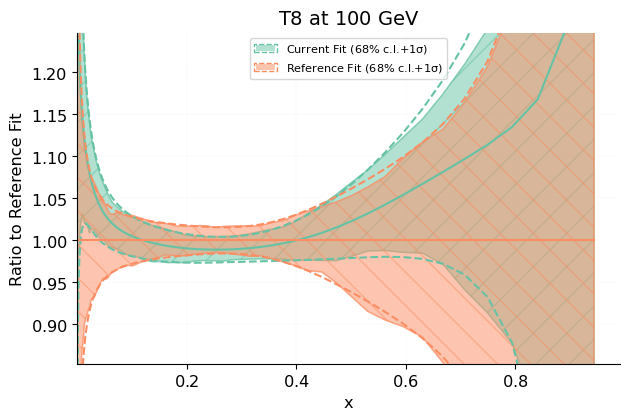 T8 at 100 GeV
Current Fit (68% c.l.+1σ)
Reference Fit (68% c.l.+1σ)
Ratio to Reference Fit
1.20
1.15
1.10
1.05
1.00
0.95
0.90
0.2 0.4 0.6 0.8
x